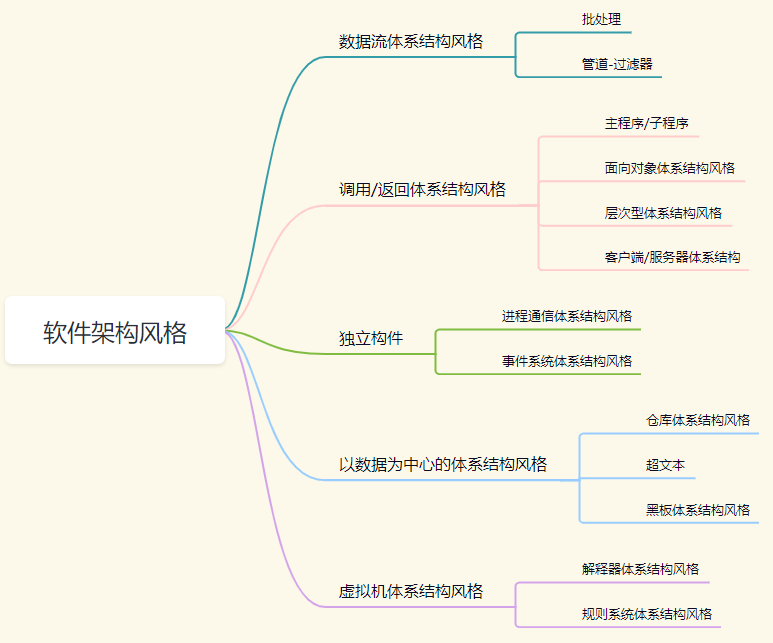 软件架构风格
数据流体系结构风格
批处理
管道-过滤器
调用/返回体系结构风格
主程序/子程序
面向对象体系结构风格
层次型体系结构风格
客户端/服务器体系结构
独立构件
进程通信体系结构风格
事件系统体系结构风格
以数据为中心的体系结构风格
仓库体系结构风格
超文本
黑板体系结构风格
虚拟机体系结构风格
解释器体系结构风格
规则系统体系结构风格